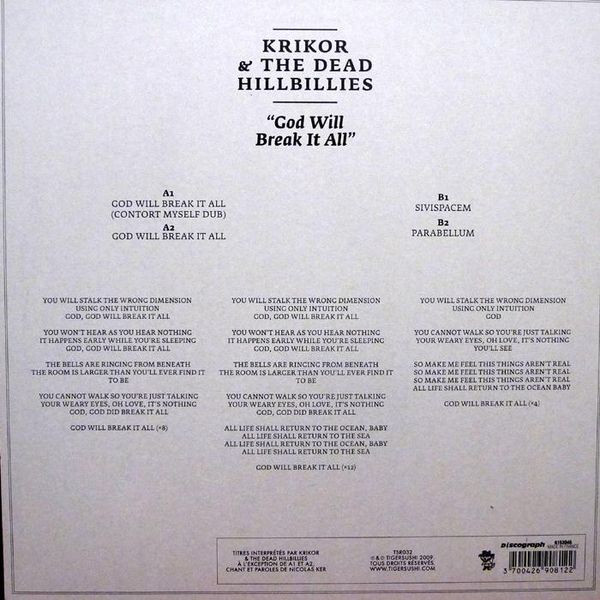 KRIKOR
& THE DEAD
HILLBILLIES
“God Will
Break It All”
A1
GOD WILL BREAK IT ALL
(CONTORT MYSELF DUB)
A2
GOD WILL BREAK IT ALL
B1
SIVISPACEM
B2
PARABELLUM
YOU WILL STALK THE WRONG DIMENSION
USING ONLY INTUITION
GOD, GOD WILL BREAK IT ALL
YOU WON'T HEAR AS YOU HEAR NOTHING
IT HAPPENS EARLY WHILE YOU'RE SLEEPING
GOD, GOD WILL BREAK IT ALL
THE BELLS ARE RINGING FROM BENEATH
THE ROOM IS LARGER THAN YOU'LL EVER FIND IT
TO BE
YOU CANNOT WALK SO YOU'RE JUST TALKING
YOUR WEARY EYES, OH LOVE, IT'S NOTHING
GOD, GOD DID BREAK IT ALL
GOD WILL BREAK IT ALL (×8)
YOU WILL STALK THE WRONG DIMENSION
USING ONLY INTUITION
GOD, GOD WILL BREAK IT ALL
YOU WON'T HEAR AS YOU HEAR NOTHING
IT HAPPENS EARLY WHILE YOU'RE SLEEPING
GOD, GOD WILL BREAK IT ALL
THE BELLS ARE RINGING FROM BENEATH
THE ROOM IS LARGER THAN YOU'LL EVER FIND IT
TO BE
YOU CANNOT WALK SO YOU'RE JUST TALKING
YOUR WEARY EYES, OH LOVE, IT'S NOTHING
GOD, GOD DID BREAK IT ALL
ALL LIFE SHALL RETURN TO THE OCEAN, BABY
ALL LIFE SHALL RETURN TO THE SEA
ALL LIFE SHALL RETURN TO THE OCEAN, BABY
ALL LIFE SHALL RETURN TO THE SEA
GOD WILL BREAK IT ALL (×12)
YOU WILL STALK THE WRONG DIMENSION
USING ONLY INTUITION
GOD
YOU CANNOT WALK SO YOU'RE JUST TALKING
YOUR WEARY EYES, OH LOVE, IT'S NOTHING
YOU'LL SEE
SO MAKE ME FEEL THIS THINGS AREN'T REAL
SO MAKE ME FEEL THIS THINGS AREN'T REAL
SO MAKE ME FEEL THIS THINGS AREN'T REAL
ALL LIFE SHALL RETURN TO THE OCEAN BABY
GOD WILL BREAK IT ALL (×4)
TITRES INTERPRÉTÉS PAR KRIKOR
& THE DEAD HILLBILLIES
À L'EXCEPTION DE A1 ET A2,
CHANT ET PAROLES DE NICOLAS KER
TSR032
℗ & © TIGERSUSHI 2009
TOUS DROITS RÉSERVÉS.
WWW.TIGERSUSHI.COM
Discograph
MADE IN FRANCE
3 700426 908122